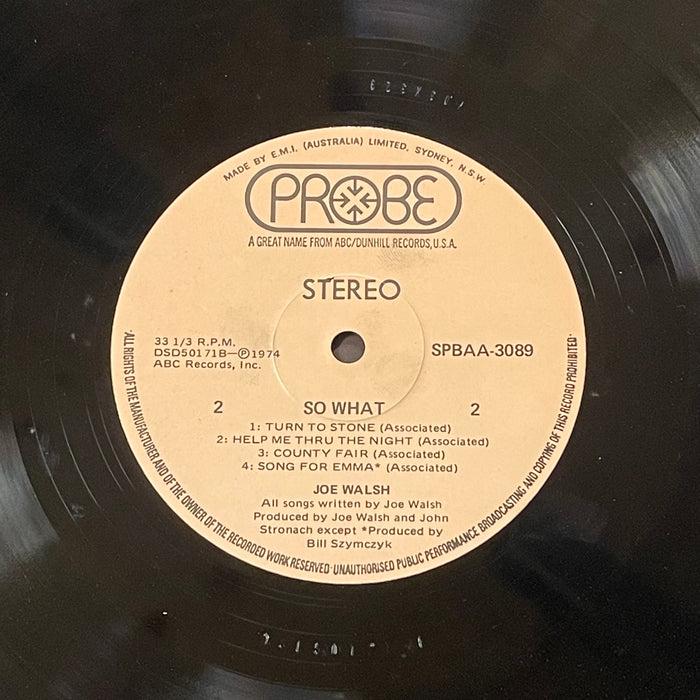 MADE BY E.M.I. (AUSTRALIA) LIMITED, SYDNEY, N.S.W.
PROBE
A GREAT NAME FROM ABC/DUNHILL RECORDS, U.S.A.
STEREO
33 1/3 R.P.M.
DSD50171B—Ⓟ1974
ABC Records, Inc.
SPBAA-3089
2 SO WHAT 2
1: TURN TO STONE (Associated)
2: HELP ME THRU THE NIGHT (Associated)
3: COUNTY FAIR (Associated)
4: SONG FOR EMMA* (Associated)
JOE WALSH
All songs written by Joe Walsh
Produced by Joe Walsh and John
Stronach except *Produced by
Bill Szymczyk
·ALL RIGHTS OF THE MANUFACTURER AND OF THE OWNER OF THE RECORDED WORK RESERVED·UNAUTHORISED PUBLIC PERFORMANCE BROADCASTING AND COPYING OF THIS RECORD PROHIBITED·